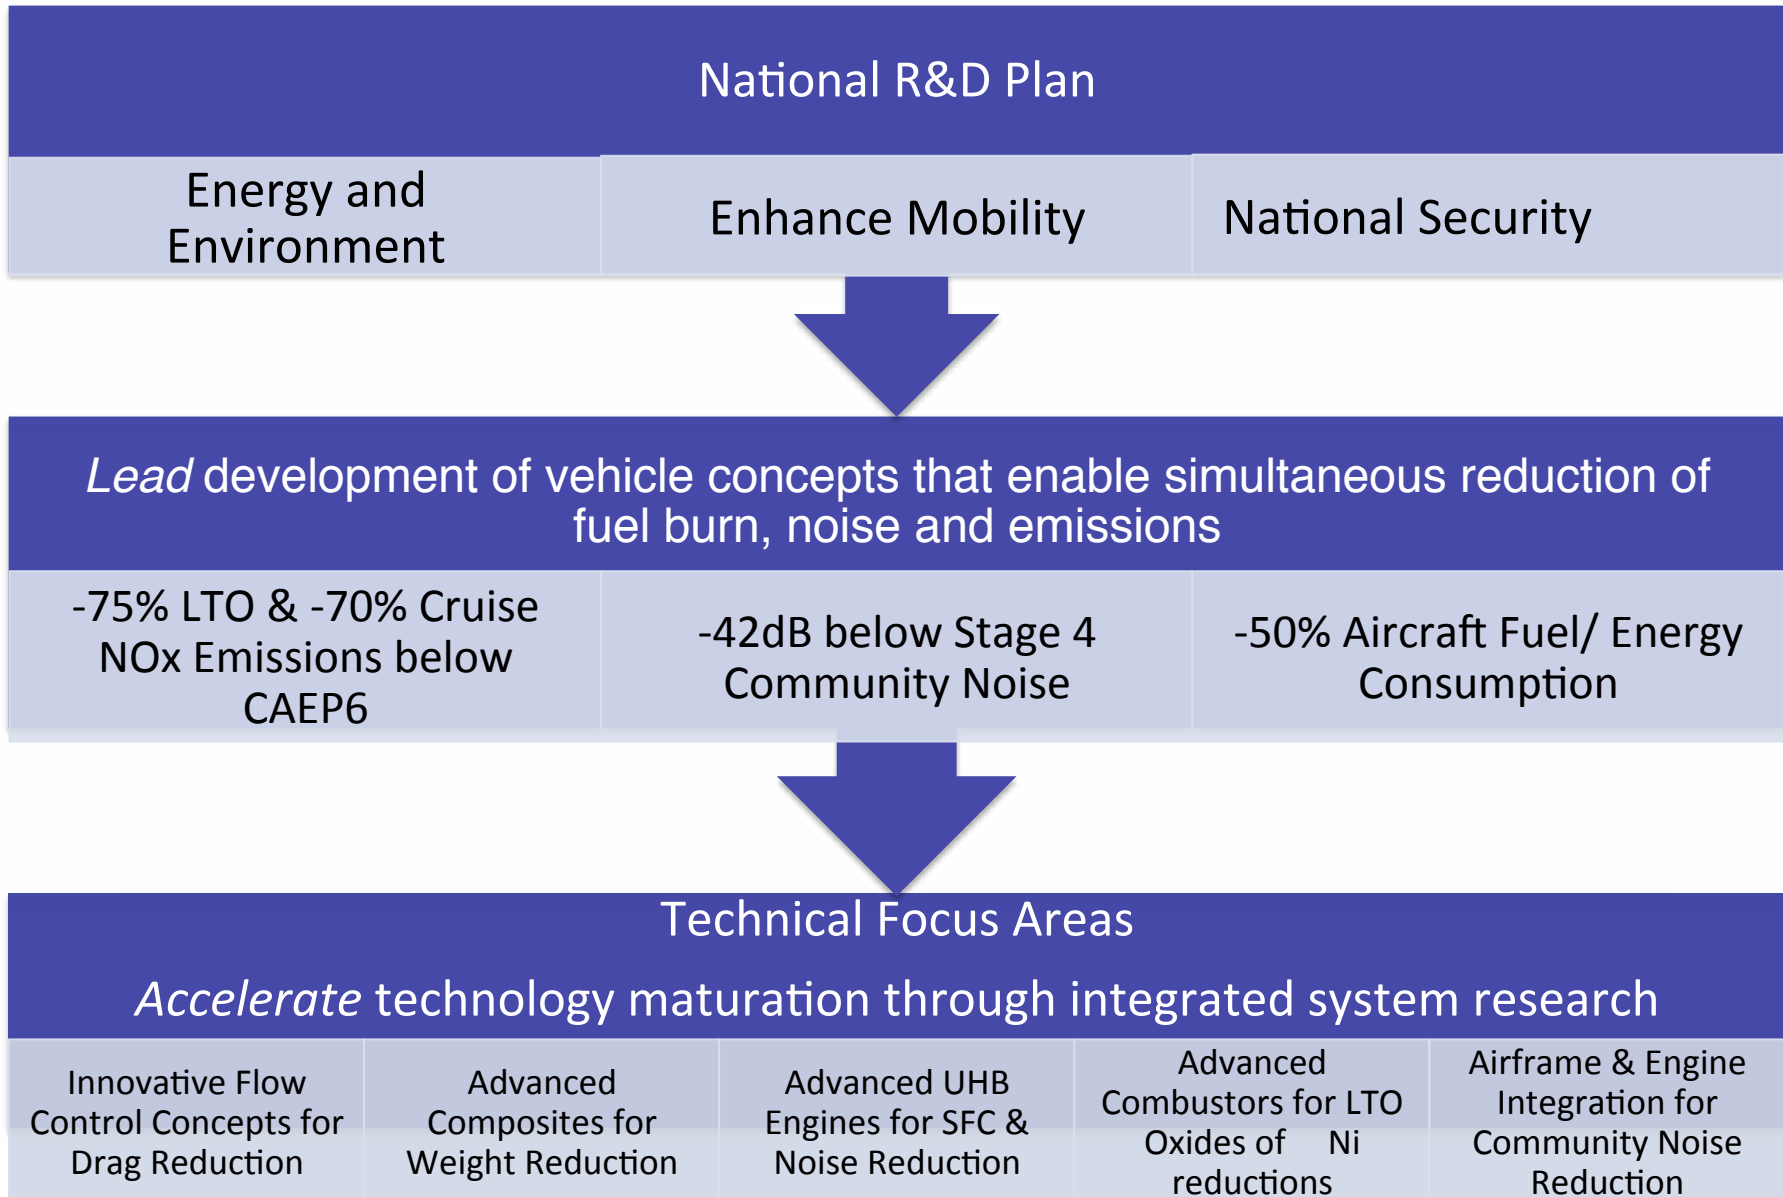 National R&D Plan
Energy and
Environment
Enhance Mobility
National Security
Lead development of vehicle concepts that enable simultaneous reduction of
fuel burn, noise and emissions
-75% LTO & -70% Cruise
NOx Emissions below
CAEP6
-42dB below Stage 4
Community Noise
-50% Aircraft Fuel/ Energy
Consumption
Technical Focus Areas
Accelerate technology maturation through integrated system research
Innovative Flow
Control Concepts for
Drag Reduction
Advanced
Composites for
Weight Reduction
Advanced UHB
Engines for SFC &
Noise Reduction
Advanced
Combustors for LTO
Oxides of Ni
reductions
Airframe & Engine
Integration for
Community Noise
Reduction